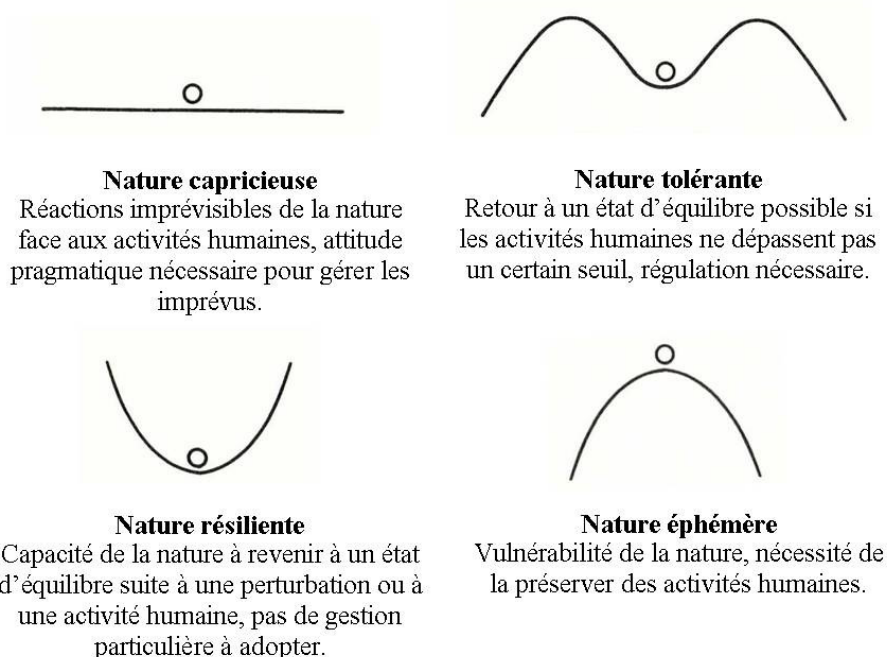 Nature capricieuse
Réactions imprévisibles de la nature
face aux activités humaines, attitude
pragmatique nécessaire pour gérer les
imprévus.
Nature tolérante
Retour à un état d'équilibre possible si
les activités humaines ne dépassent pas
un certain seuil, régulation nécessaire.
Nature résiliente
Capacité de la nature à revenir à un état
d'équilibre suite à une perturbation ou à
une activité humaine, pas de gestion
particulière à adopter.
Nature éphémère
Vulnérabilité de la nature, nécessité de
la préserver des activités humaines.